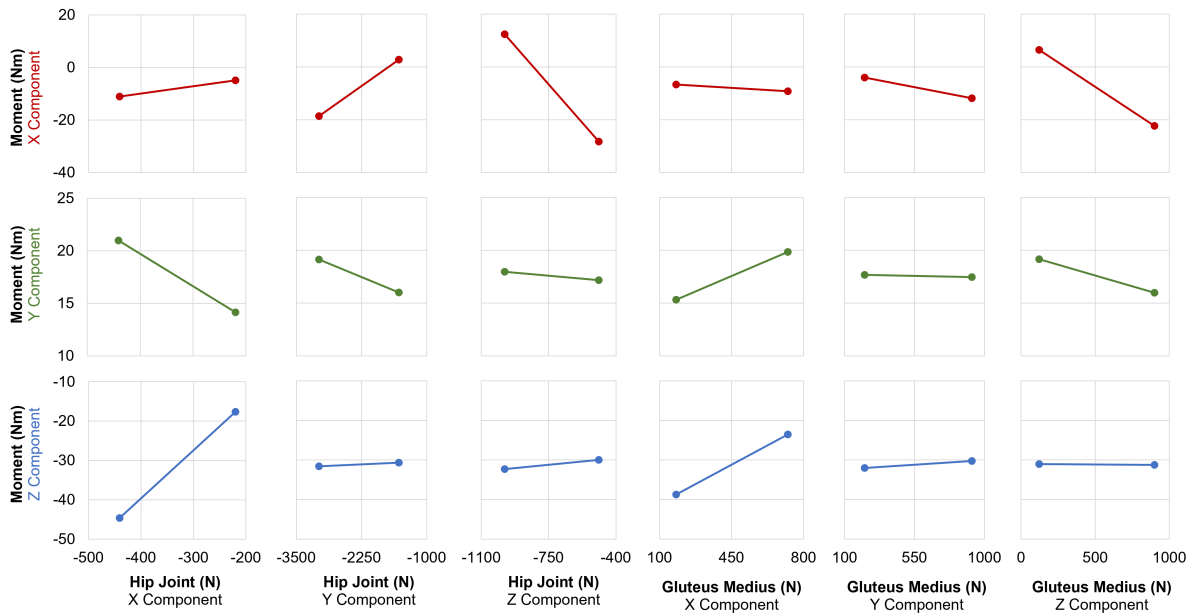 Moment (Nm)
X Component
20
0
-20
-40
Moment (Nm)
Y Component
25
20
15
10
Moment (Nm)
Z Component
-10
-20
-30
-40
-50
-500 -400 -300 -200
-3500 -2250 -1000
-1100 -750 -400
100 450 800
100 550 1000
0 500 1000
Hip Joint (N)
X Component
Hip Joint (N)
Y Component
Hip Joint (N)
Z Component
Gluteus Medius (N)
X Component
Gluteus Medius (N)
Y Component
Gluteus Medius (N)
Z Component